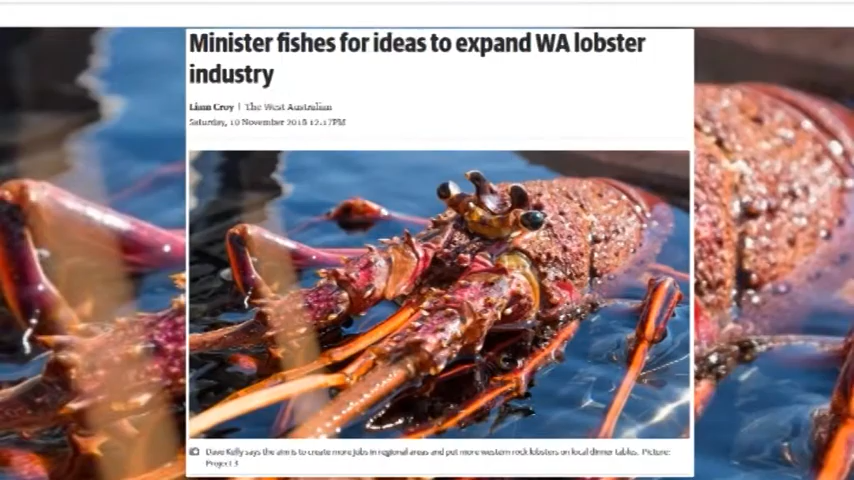 Minister fishes for ideas to expand WA lobster
industry
Liam Croy | The West Australian
Saturday, 10 November 2018 12:17PM
Dave Kelly says the aim is to create more jobs in regional areas and put more western rock lobsters on local dinner tables. Picture:
Project 3